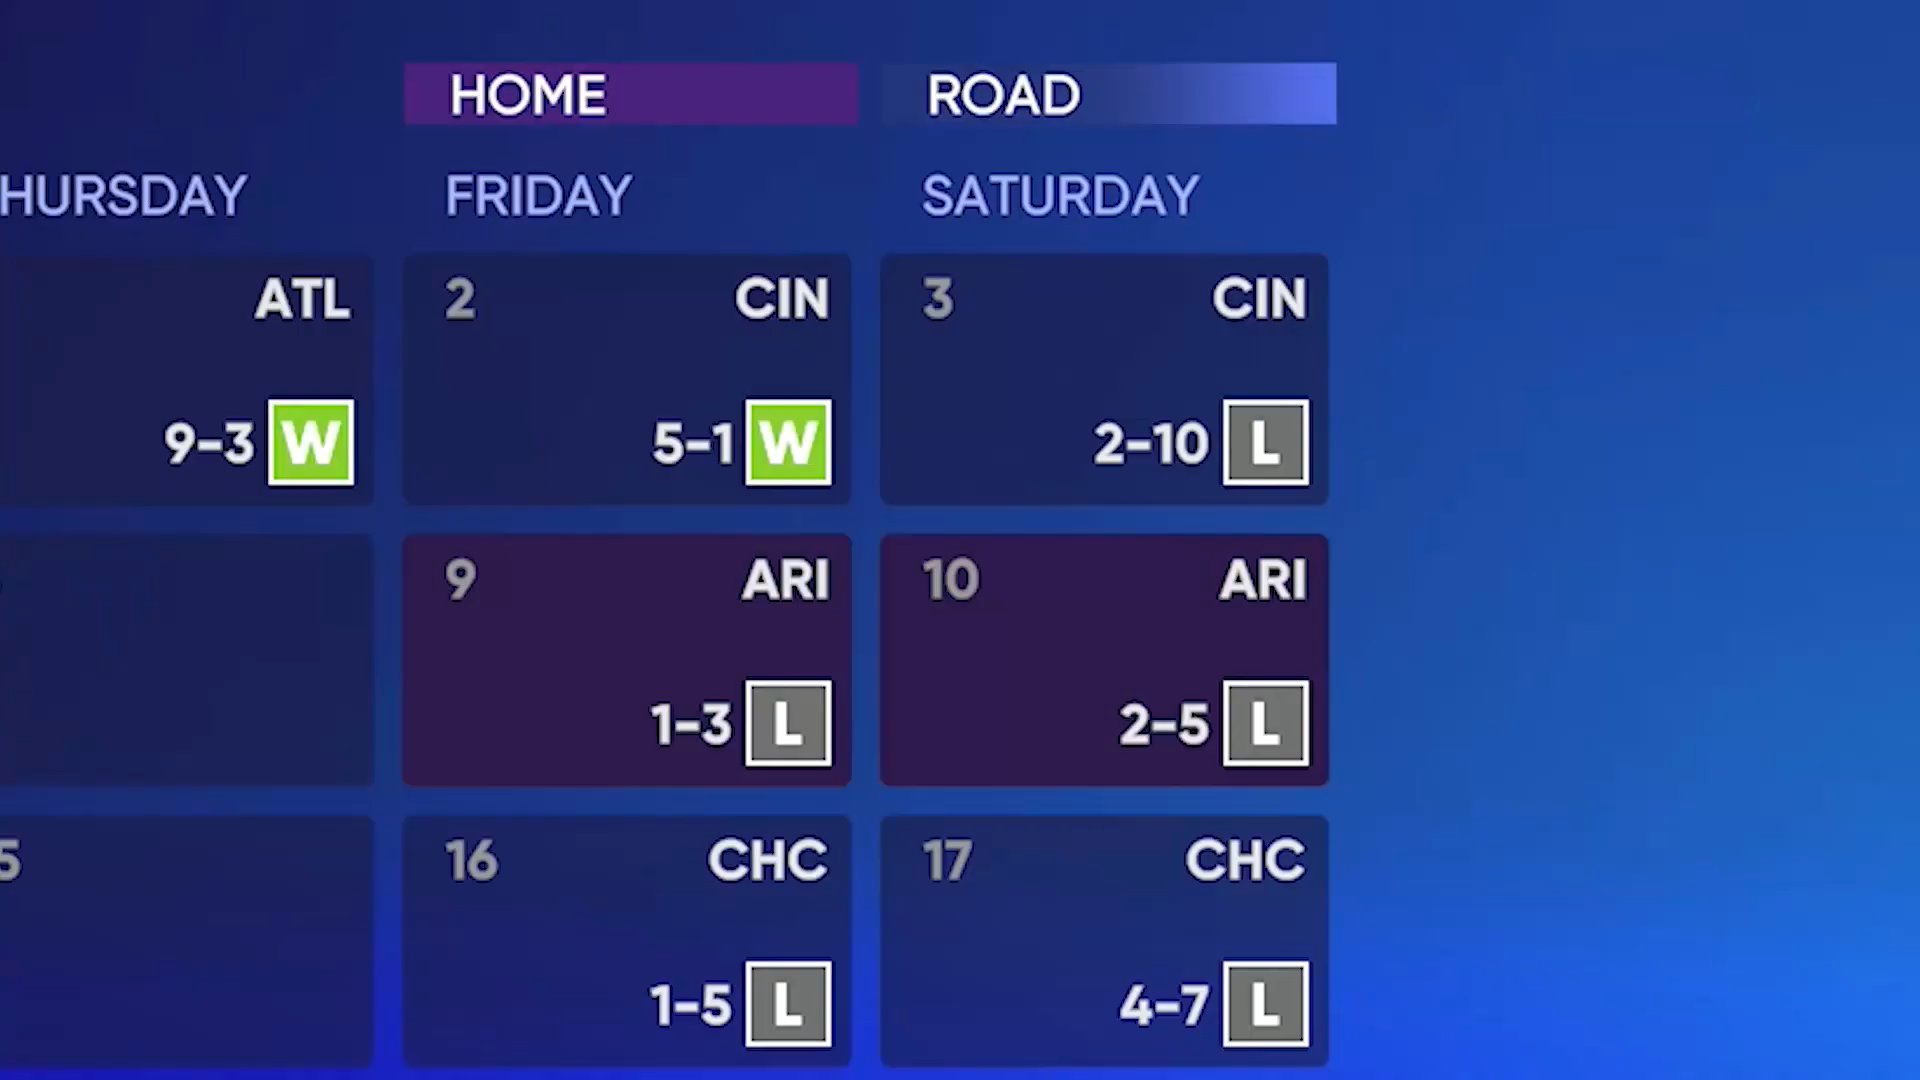 HOME ROAD
HURSDAY FRIDAY SATURDAY
ATL 2 CIN 3 CIN
9-3 W 5-1 W 2-10 L
9 ARI 10 ARI
1-3 L 2-5 L
5 16 CHC 17 CHC
1-5 L 4-7 L